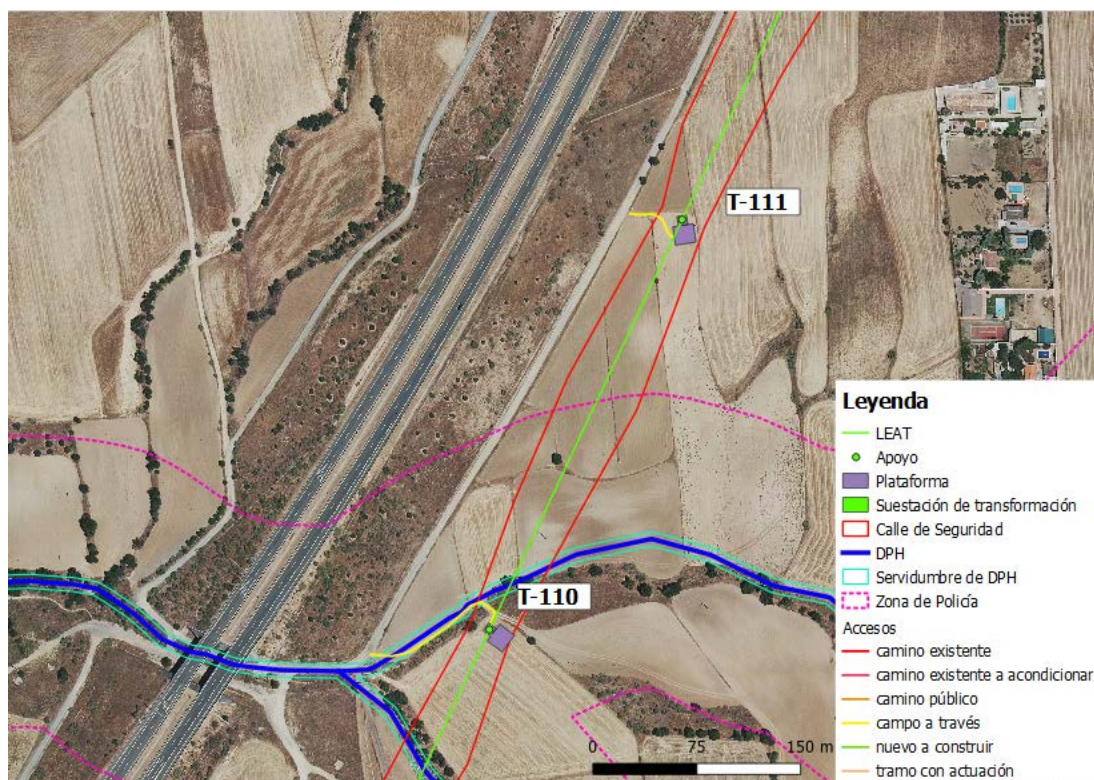 T-111
T-110
Leyenda
LEAT
Apoyo
Plataforma
Suestación de transformación
Calle de Seguridad
DPH
Servidumbre de DPH
Zona de Policía
Accesos
camino existente
camino existente a acondicionar
camino público
campo a través
nuevo a construir
tramo con actuación
0 75 150 m